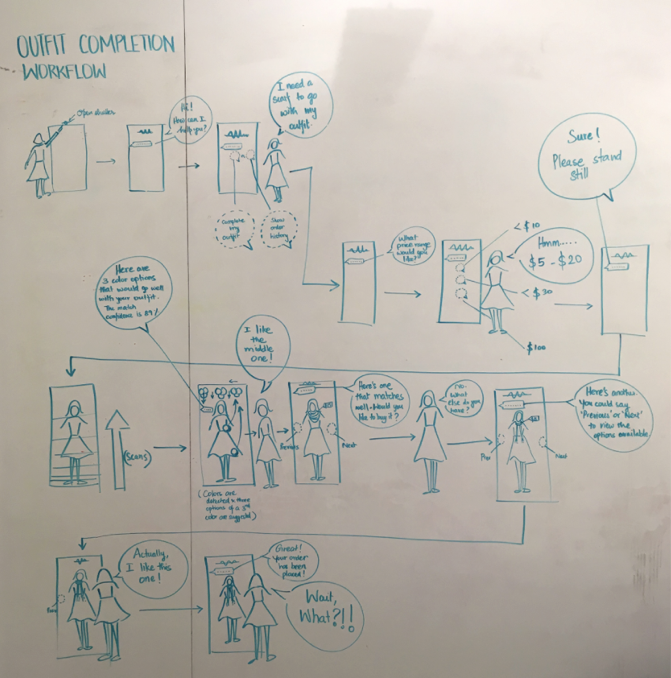 OUTFIT COMPLETION
WORKFLOW
Open shutter
Hi!
How can I
help you?
I need a
scarf to go
with my
outfit
Complete
my
outfit
Show
order
history
Sure!
Please stand
still
What
price range
would you
like?
< $10
Hmm....
$5 - $20
< $30
$100
Here are
3 color options
that would go well
with your outfit.
The match
confidence is 89%
(scans)
I like
the
middle
one!
(Colors are
detected & three
options of a 3rd
color are suggested)
Here's one
that matches
well. Would you
like to buy it?
Previous
Next
no.
What
else do you
have?
Here's another
You could say
'Previous' or 'Next'
to view the
options available.
Prev
Next
Actually,
I like this
one!
Prev
Great!
Your order
has been
placed!
Wait,
What?!!